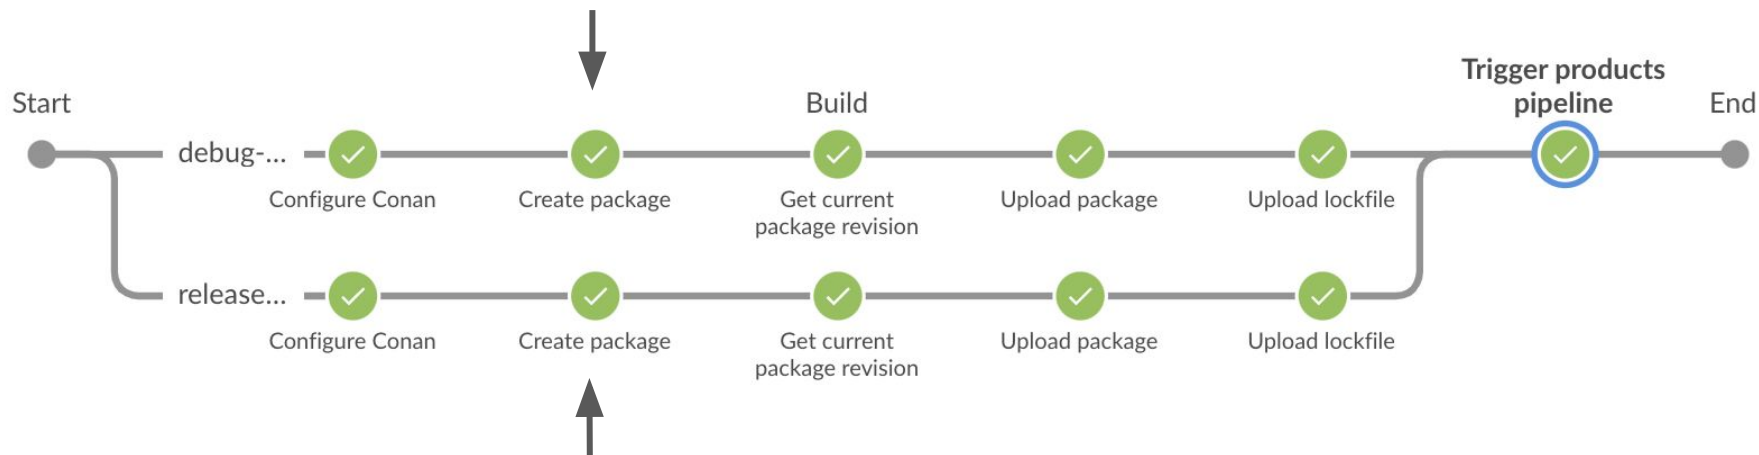 Trigger products
pipeline
Start
Build
End
debug-...
Configure Conan
Create package
Get current
package revision
Upload package
Upload lockfile
release...
Configure Conan
Create package
Get current
package revision
Upload package
Upload lockfile